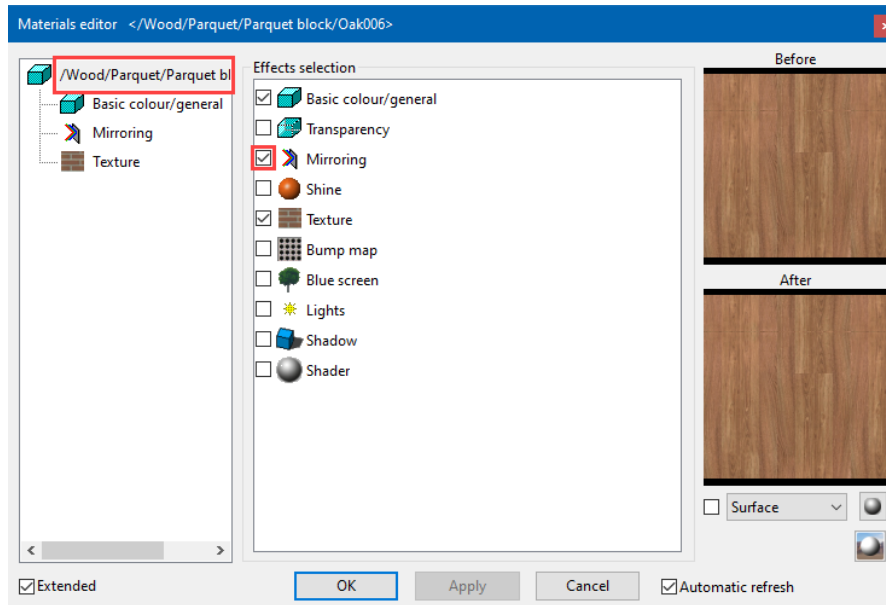 Materials editor </Wood/Parquet/Parquet block/Oak006>
/Wood/Parquet/Parquet bl
Basic colour/general
Mirroring
Texture
Effects selection
Basic colour/general
Transparency
Mirroring
Shine
Texture
Bump map
Blue screen
Lights
Shadow
Shader
Before
After
Surface
Extended
OK
Apply
Cancel
Automatic refresh